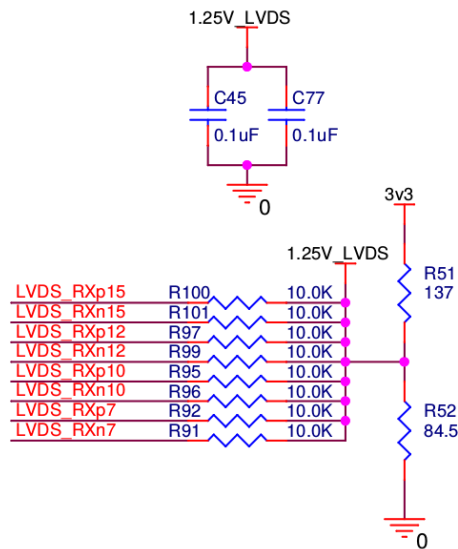 1.25V_LVDS
C45
C77
0.1uF
0.1uF
0
3v3
1.25V_LVDS
R51
137
LVDS_RXp15 R100 10.0K
LVDS_RXn15 R101 10.0K
LVDS_RXp12 R97 10.0K
LVDS_RXn12 R99 10.0K
LVDS_RXp10 R95 10.0K
LVDS_RXn10 R96 10.0K
LVDS_RXp7 R92 10.0K
LVDS_RXn7 R91 10.0K
R52
84.5
0